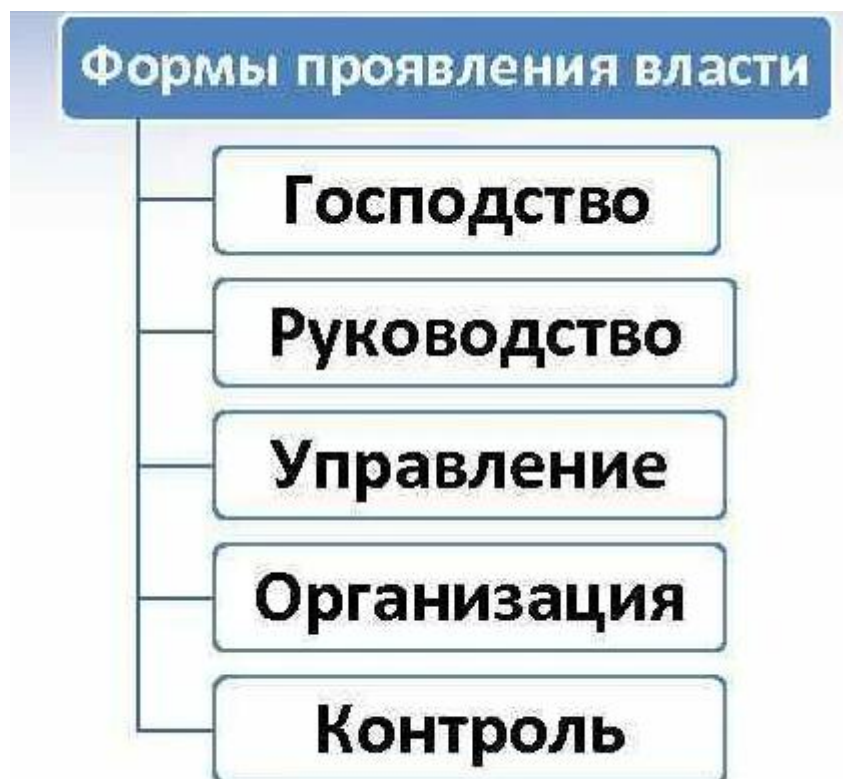 Формы проявления власти
Господство
Руководство
Управление
Организация
Контроль